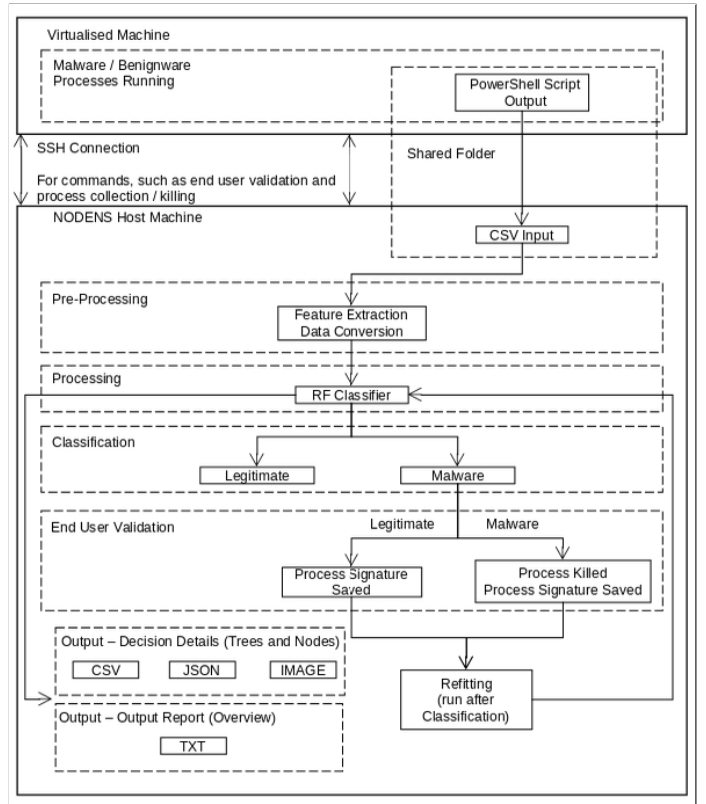 Virtualised Machine
Malware / Benignware
Processes Running
PowerShell Script
Output
SSH Connection
Shared Folder
For commands, such as end user validation and
process collection / killing
NODENS Host Machine
CSV Input
Pre-Processing
Feature Extraction
Data Conversion
Processing
RF Classifier
Classification
Legitimate
Malware
End User Validation
Legitimate
Malware
Process Signature
Saved
Process Killed
Process Signature Saved
Output – Decision Details (Trees and Nodes)
CSV
JSON
IMAGE
Refitting
(run after
Classification)
Output – Output Report (Overview)
TXT